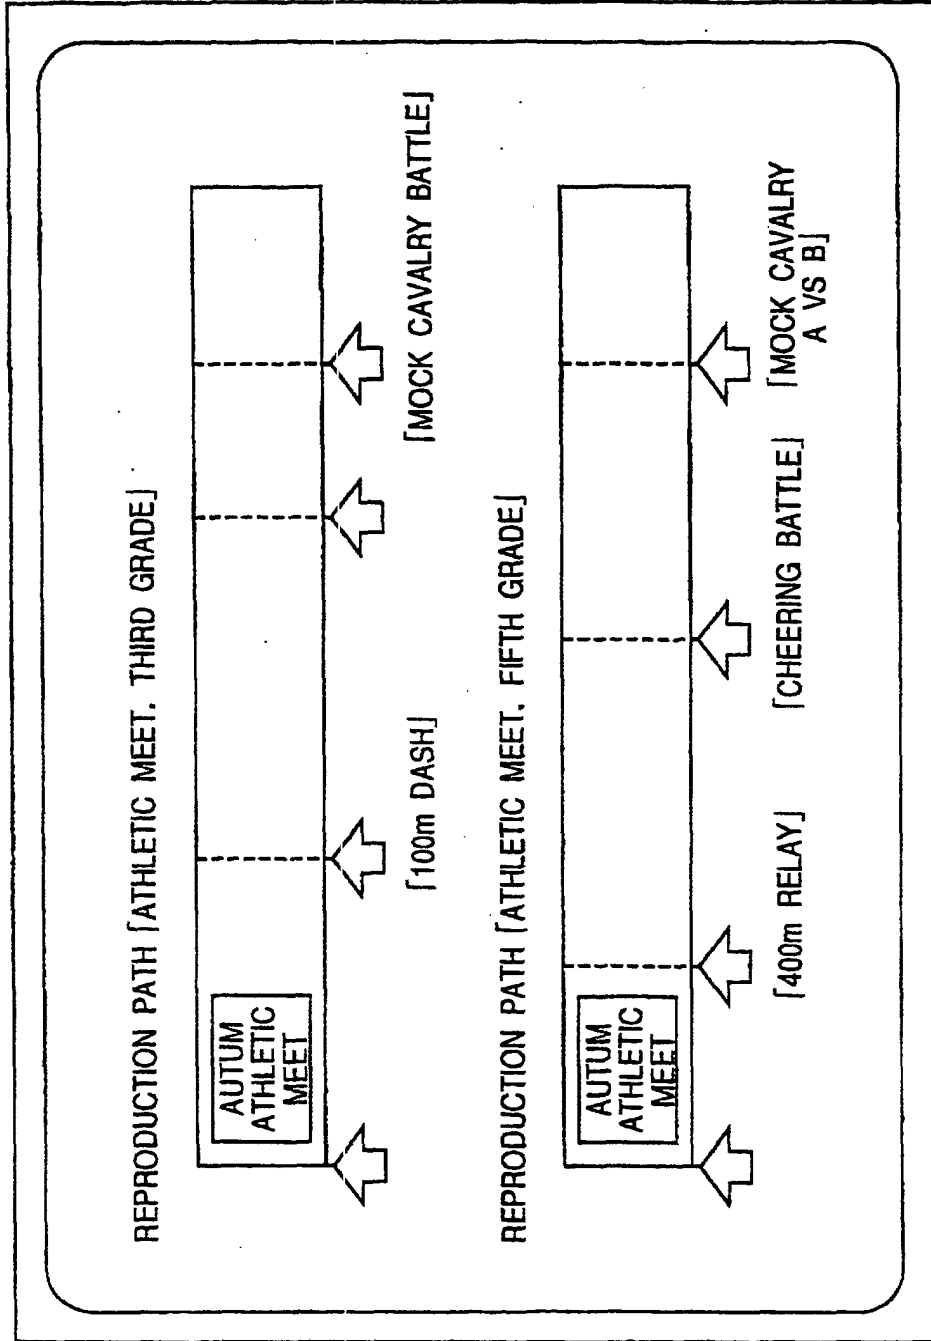 REPRODUCTION PATH ⌈ATHLETIC MEET. THIRD GRADE⌋
AUTUM
ATHLETIC
MEET
⌈100m DASH⌋
⌈MOCK CAVALRY BATTLE⌋
REPRODUCTION PATH ⌈ATHLETIC MEET. FIFTH GRADE⌋
AUTUM
ATHLETIC
MEET
⌈400m RELAY⌋
⌈CHEERING BATTLE⌋
⌈MOCK CAVALRY
A VS B⌋